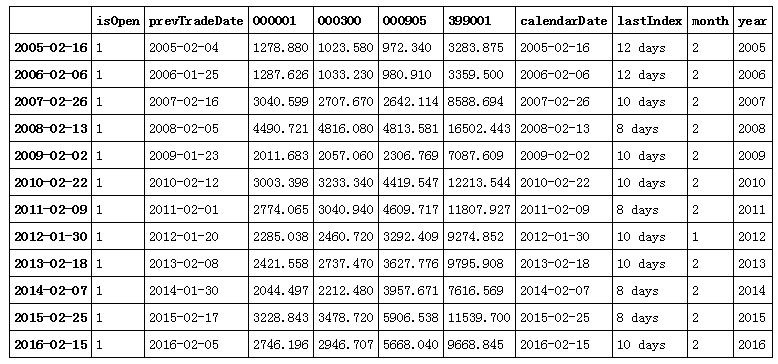 isOpen prevTradeDate 000001 000300 000905 399001 calendarDate lastIndex month year
2005-02-16 1 2005-02-04 1278.880 1023.580 972.340 3283.875 2005-02-16 12 days 2 2005
2006-02-06 1 2006-01-25 1287.626 1033.230 980.910 3359.500 2006-02-06 12 days 2 2006
2007-02-26 1 2007-02-16 3040.599 2707.670 2642.114 8588.694 2007-02-26 10 days 2 2007
2008-02-13 1 2008-02-05 4490.721 4816.080 4813.581 16502.443 2008-02-13 8 days 2 2008
2009-02-02 1 2009-01-23 2011.683 2057.060 2306.769 7087.609 2009-02-02 10 days 2 2009
2010-02-22 1 2010-02-12 3003.398 3233.340 4419.547 12213.544 2010-02-22 10 days 2 2010
2011-02-09 1 2011-02-01 2774.065 3040.940 4609.717 11807.927 2011-02-09 8 days 2 2011
2012-01-30 1 2012-01-20 2285.038 2460.720 3292.409 9274.852 2012-01-30 10 days 1 2012
2013-02-18 1 2013-02-08 2421.558 2737.470 3627.776 9795.908 2013-02-18 10 days 2 2013
2014-02-07 1 2014-01-30 2044.497 2212.480 3957.671 7616.569 2014-02-07 8 days 2 2014
2015-02-25 1 2015-02-17 3228.843 3478.720 5906.538 11539.700 2015-02-25 8 days 2 2015
2016-02-15 1 2016-02-05 2746.196 2946.707 5668.040 9668.845 2016-02-15 10 days 2 2016